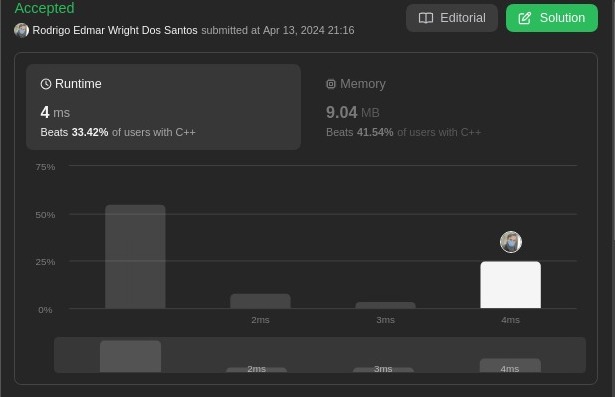 Accepted
Rodrigo Edmar Wright Dos Santos submitted at Apr 13, 2024 21:16
Editorial
Solution
Runtime
4 ms
Beats 33.42% of users with C++
Memory
9.04 MB
Beats 41.54% of users with C++
75%
50%
25%
0%
2ms 3ms 4ms
2ms 3ms 4ms